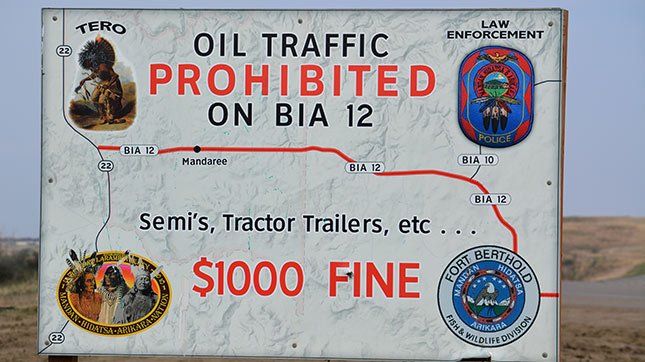 TERO
LAW
ENFORCEMENT
OIL TRAFFIC
PROHIBITED
ON BIA 12
POLICE
22
BIA 12
Mandaree
BIA 12
BIA 10
BIA 12
22
Semi's, Tractor Trailers, etc . . .
$1000 FINE
MANDAN-HIDATSA-ARIKARA NATION
22
FORT BERTHOLD
MANDAN HIDATSA
ARIKARA
FISH & WILDLIFE DIVISION